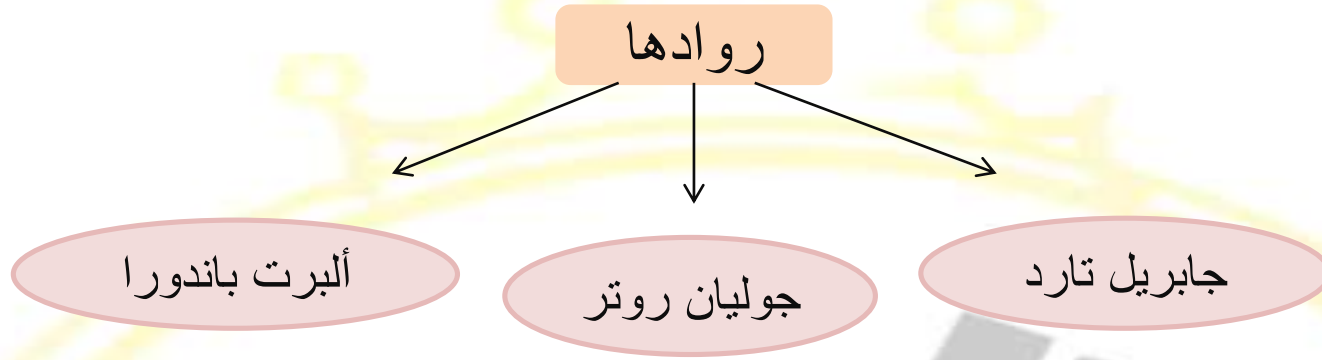 روادها
جابريل تارد
جوليان روتر
ألبرت باندورا